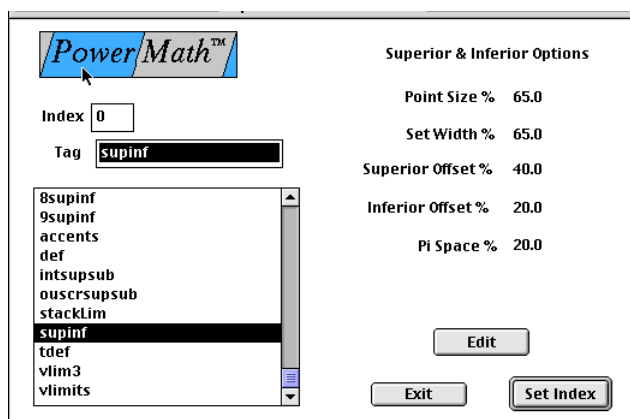 Power Math™
Index 0
Tag supinf
8supinf
9supinf
accents
def
intsupsub
ouscrsupsub
stackLim
supinf
tdef
vlim3
vlimits
Superior & Inferior Options
Point Size % 65.0
Set Width % 65.0
Superior Offset % 40.0
Inferior Offset % 20.0
Pi Space % 20.0
Edit
Exit
Set Index